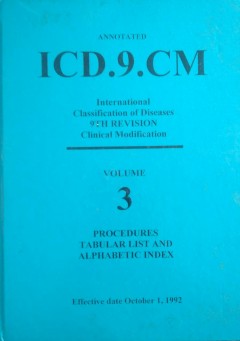 ANNOTATED
ICD.9.CM
International
Classification of Diseases
9TH REVISION
Clinical Modification
VOLUME
3
PROCEDURES
TABULAR LIST AND
ALPHABETIC INDEX
Effective date October 1, 1992